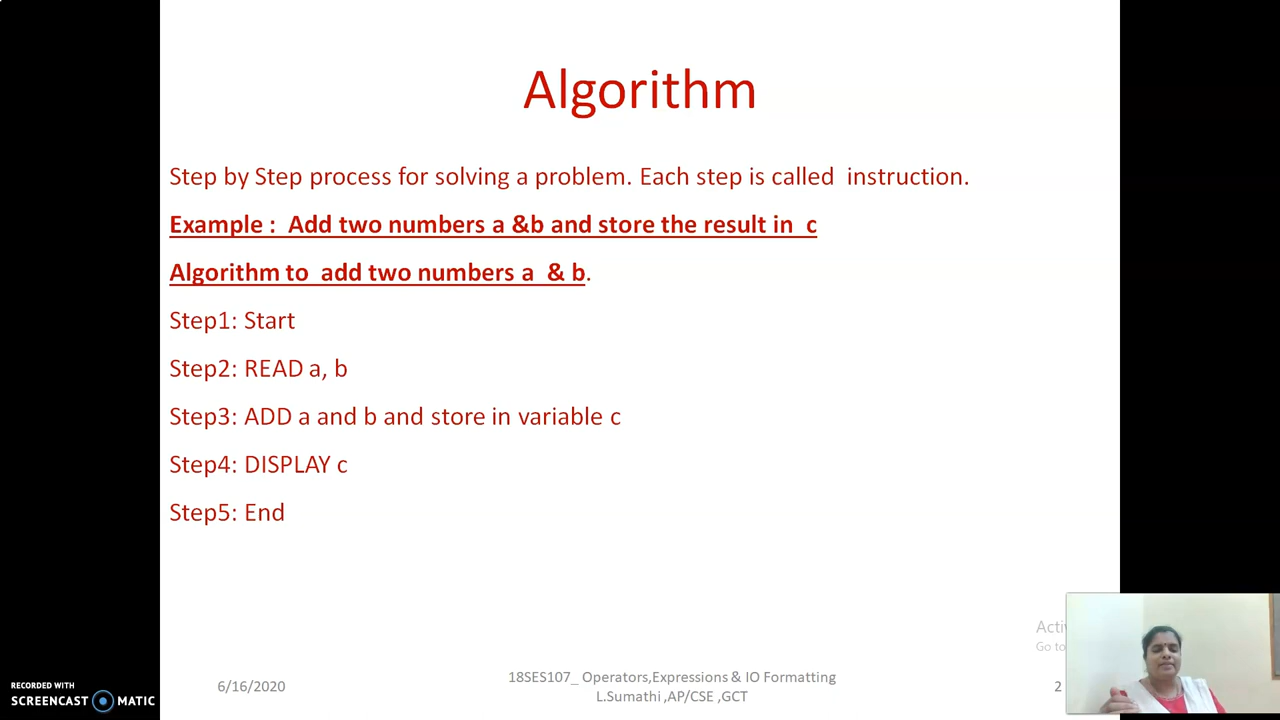 Algorithm
Step by Step process for solving a problem. Each step is called instruction.
Example : Add two numbers a &b and store the result in c
Algorithm to add two numbers a & b.
Step1: Start
Step2: READ a, b
Step3: ADD a and b and store in variable c
Step4: DISPLAY c
Step5: End
Go to
RECORDED WITH
SCREENCAST MATIC
6/16/2020
18SES107_ Operators,Expressions & IO Formatting
L.Sumathi ,AP/CSE ,GCT
2